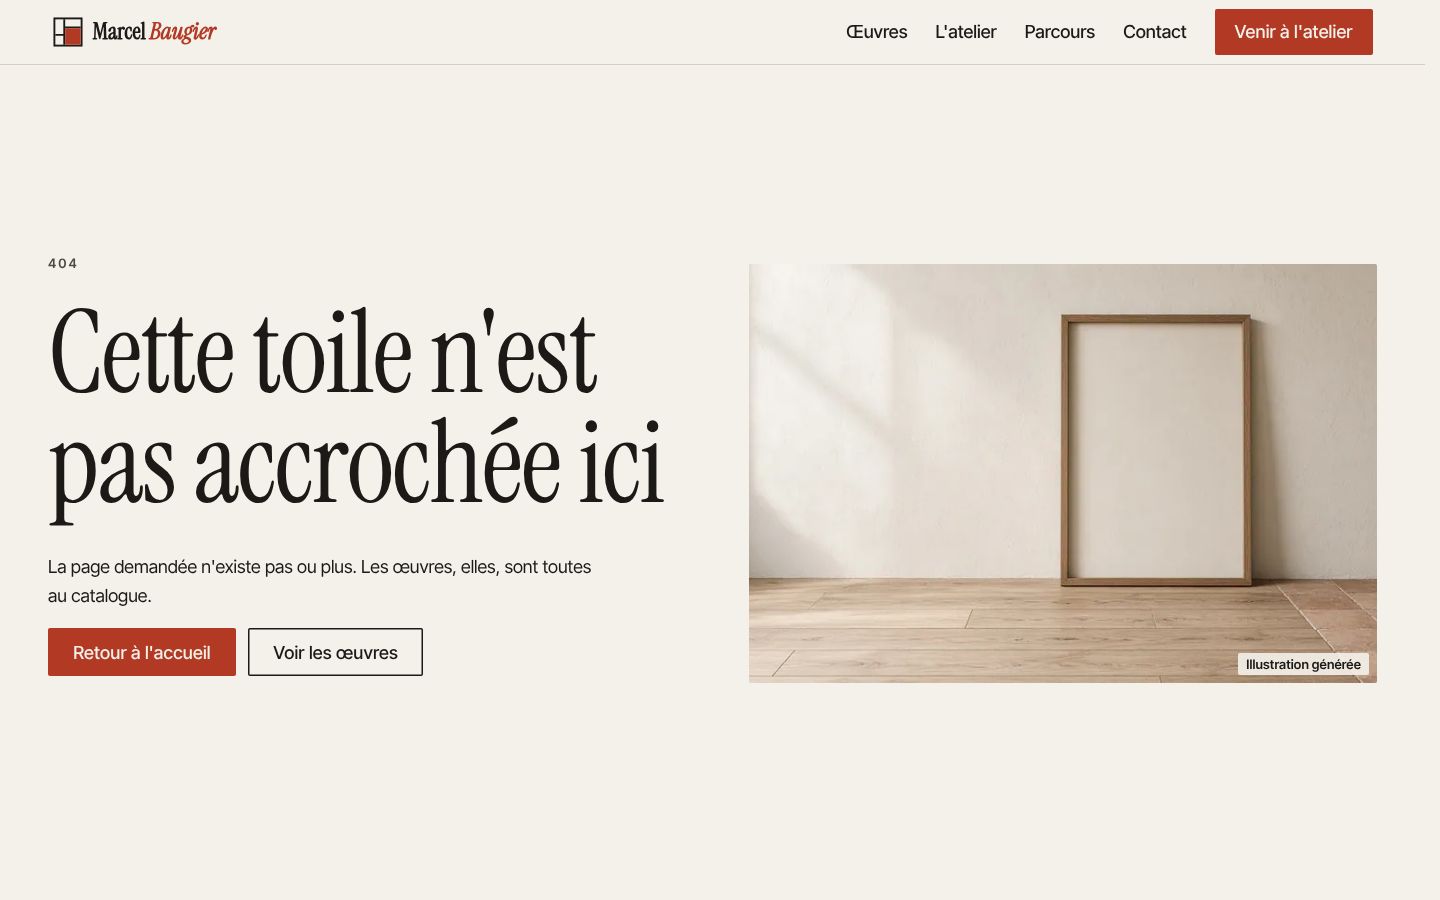 Marcel Baugier
Œuvres
L'atelier
Parcours
Contact
Venir à l'atelier
404
Cette toile n'est
pas accrochée ici
La page demandée n'existe pas ou plus. Les œuvres, elles, sont toutes
au catalogue.
Retour à l'accueil
Voir les œuvres
Illustration générée